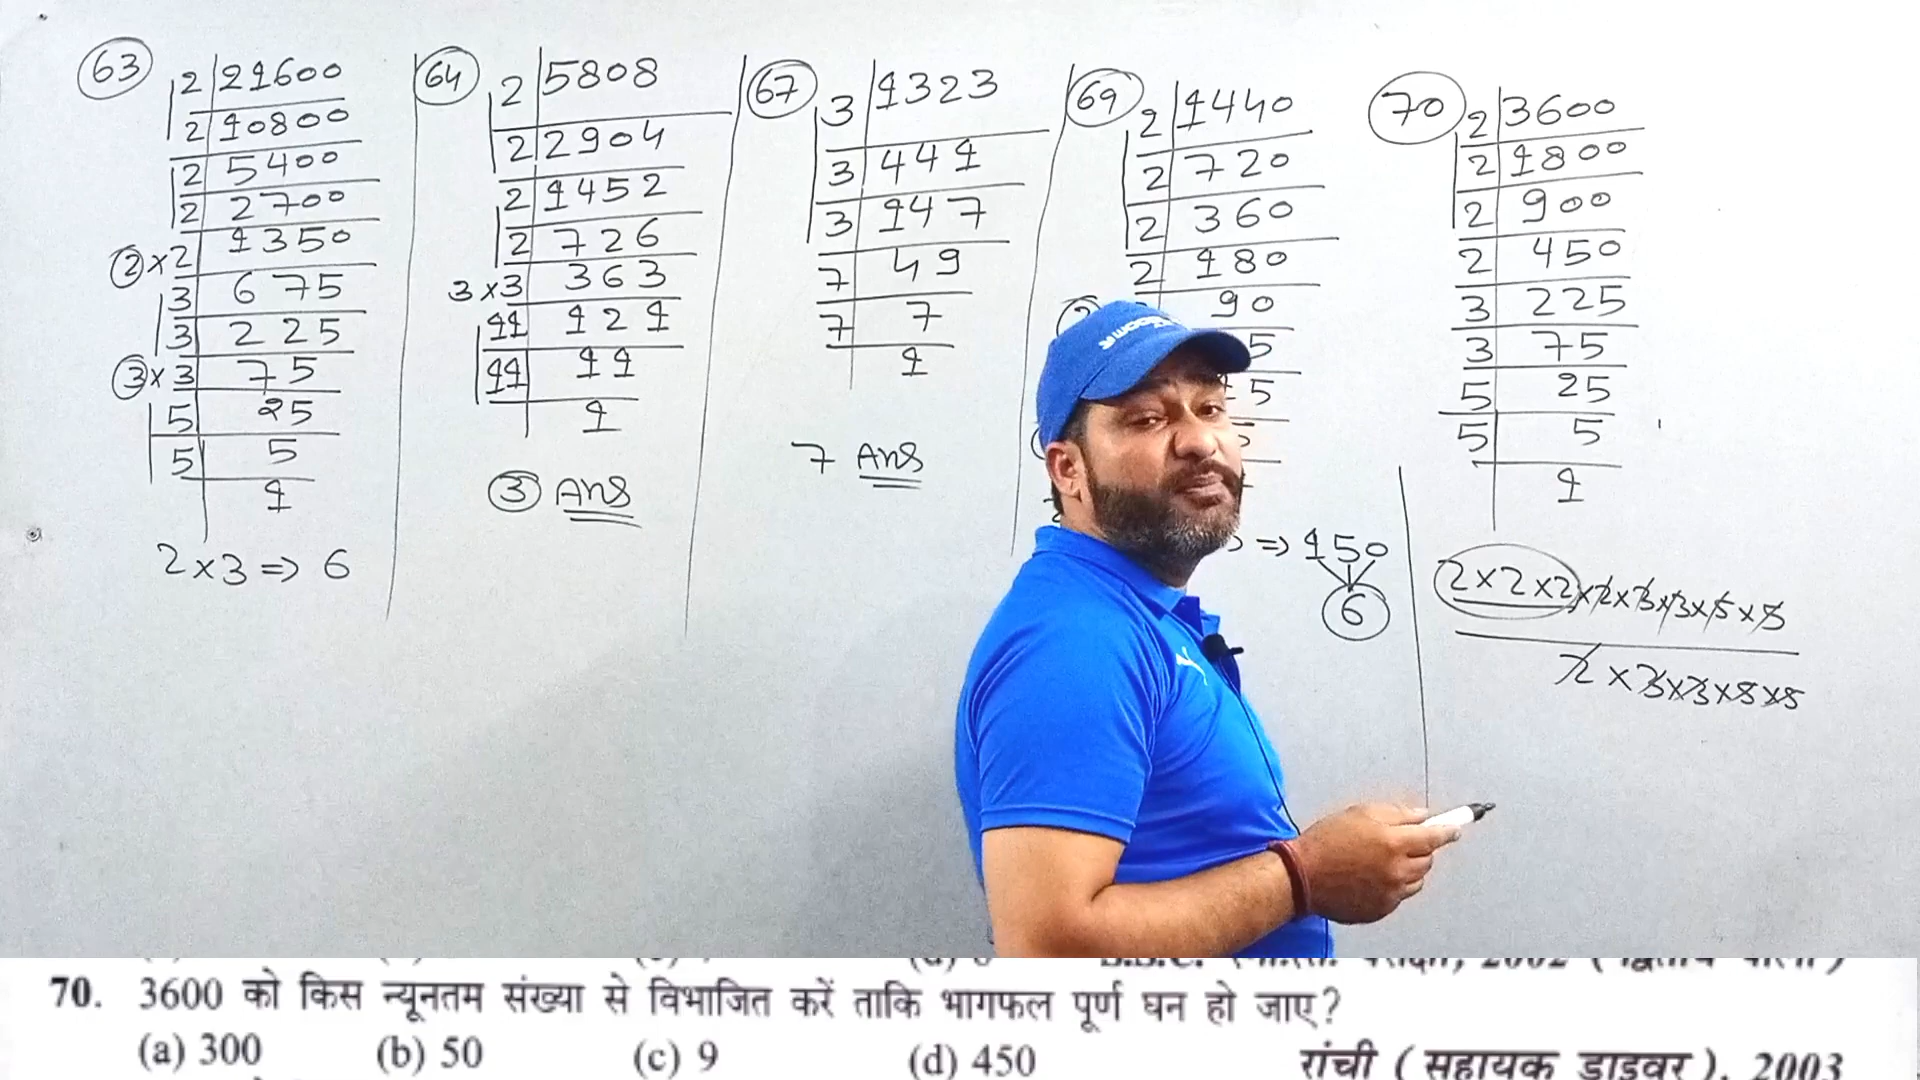 63
2 | 21600
2 | 10800
2 | 5400
2 | 2700
②×2 | 1350
3 | 675
3 | 225
③×3 | 75
5 | 25
5 | 5
1
2×3 ⇒ 6
64
2 | 5808
2 | 2904
2 | 1452
2 | 726
3×3 | 363
11 | 121
11 | 11
1
③ Ans
67
3 | 1323
3 | 441
3 | 147
7 | 49
7 | 7
1
7 Ans
69
2 | 1440
2 | 720
2 | 360
2 | 180
90
5
5
⇒ 150
6
70
2 | 3600
2 | 1800
2 | 900
2 | 450
3 | 225
3 | 75
5 | 25
5 | 5
1
2×2×2×2×3×3×5×5
2×3×3×5×5
70. 3600 को किस न्यूनतम संख्या से विभाजित करें ताकि भागफल पूर्ण घन हो जाए?
(a) 300 (b) 50 (c) 9 (d) 450 रांची ( सहायक ड्राइवर ), 2003